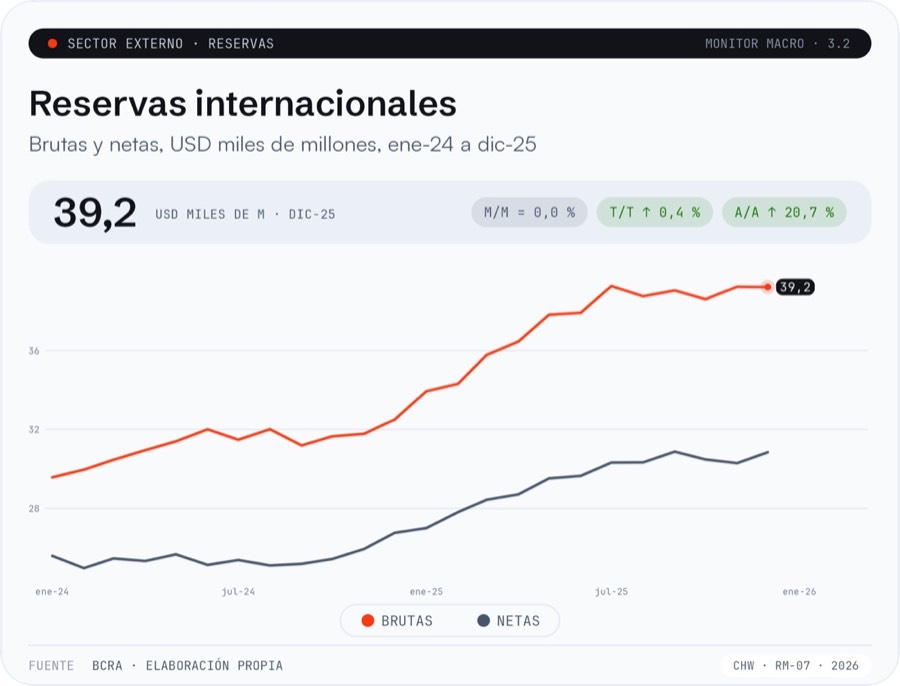 SECTOR EXTERNO · RESERVAS
MONITOR MACRO · 3.2
Reservas internacionales
Brutas y netas, USD miles de millones, ene-24 a dic-25
39,2 USD MILES DE M · DIC-25
M/M = 0,0 %
T/T ↑ 0,4 %
A/A ↑ 20,7 %
39,2
36
32
28
ene-24 jul-24 ene-25 jul-25 ene-26
BRUTAS NETAS
FUENTE BCRA · ELABORACIÓN PROPIA
CHW · RM-07 · 2026